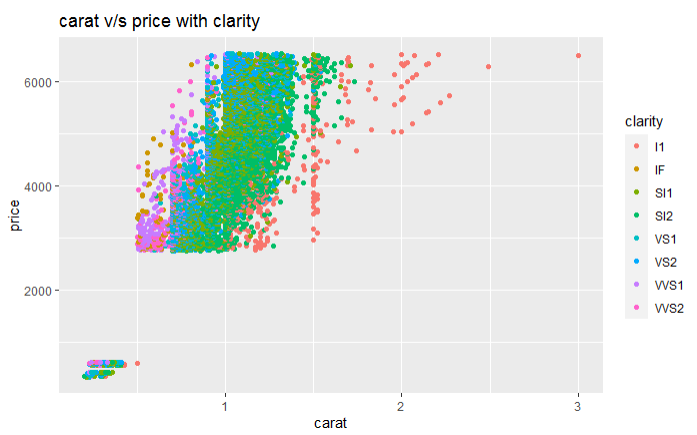 carat v/s price with clarity
6000
4000
2000
price
1
2
3
carat
clarity
I1
IF
SI1
SI2
VS1
VS2
VVS1
VVS2